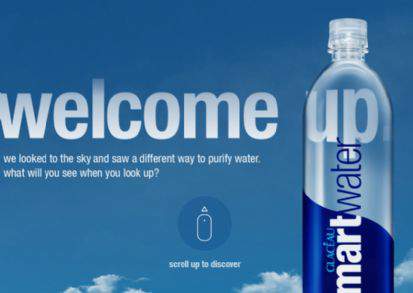 welcome up.
we looked to the sky and saw a different way to purify water.
what will you see when you look up?
scroll up to discover
GLACÉAU
martwater